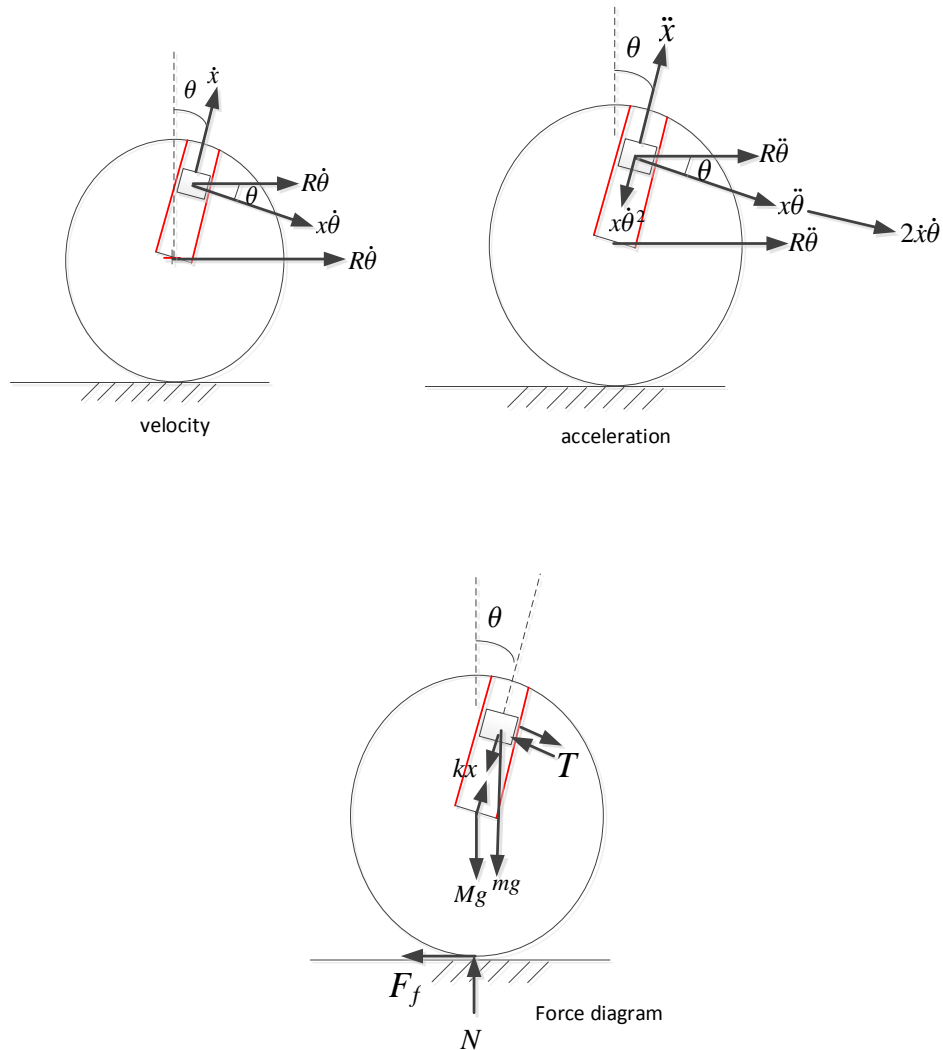 θ
ẋ
Rθ̇
θ
xθ̇
Rθ̇
velocity
θ
ẍ
Rθ̈
θ
xθ̈
2ẋθ̇
xθ̇²
Rθ̈
acceleration
θ
T
kx
Mg
mg
F_f
N
Force diagram